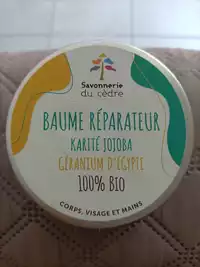 Savonnerie
du cèdre
BAUME RÉPARATEUR
KARITÉ JOJOBA
GÉRANIUM D'ÉGYPTE
100% BIO
CORPS, VISAGE ET MAINS